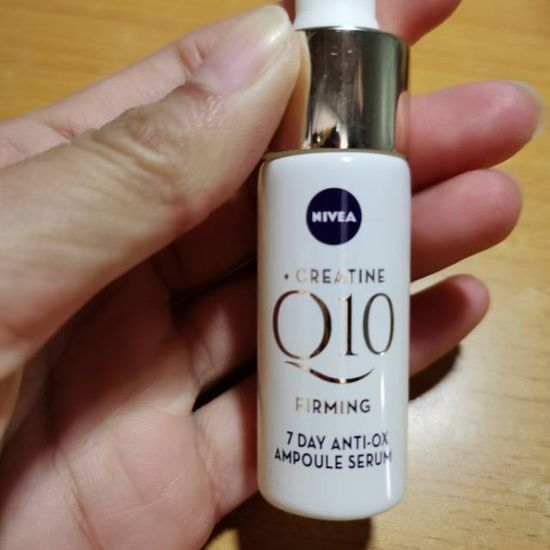 NIVEA
+ CREATINE
Q10
FIRMING
7 DAY ANTI-OX
AMPOULE SERUM